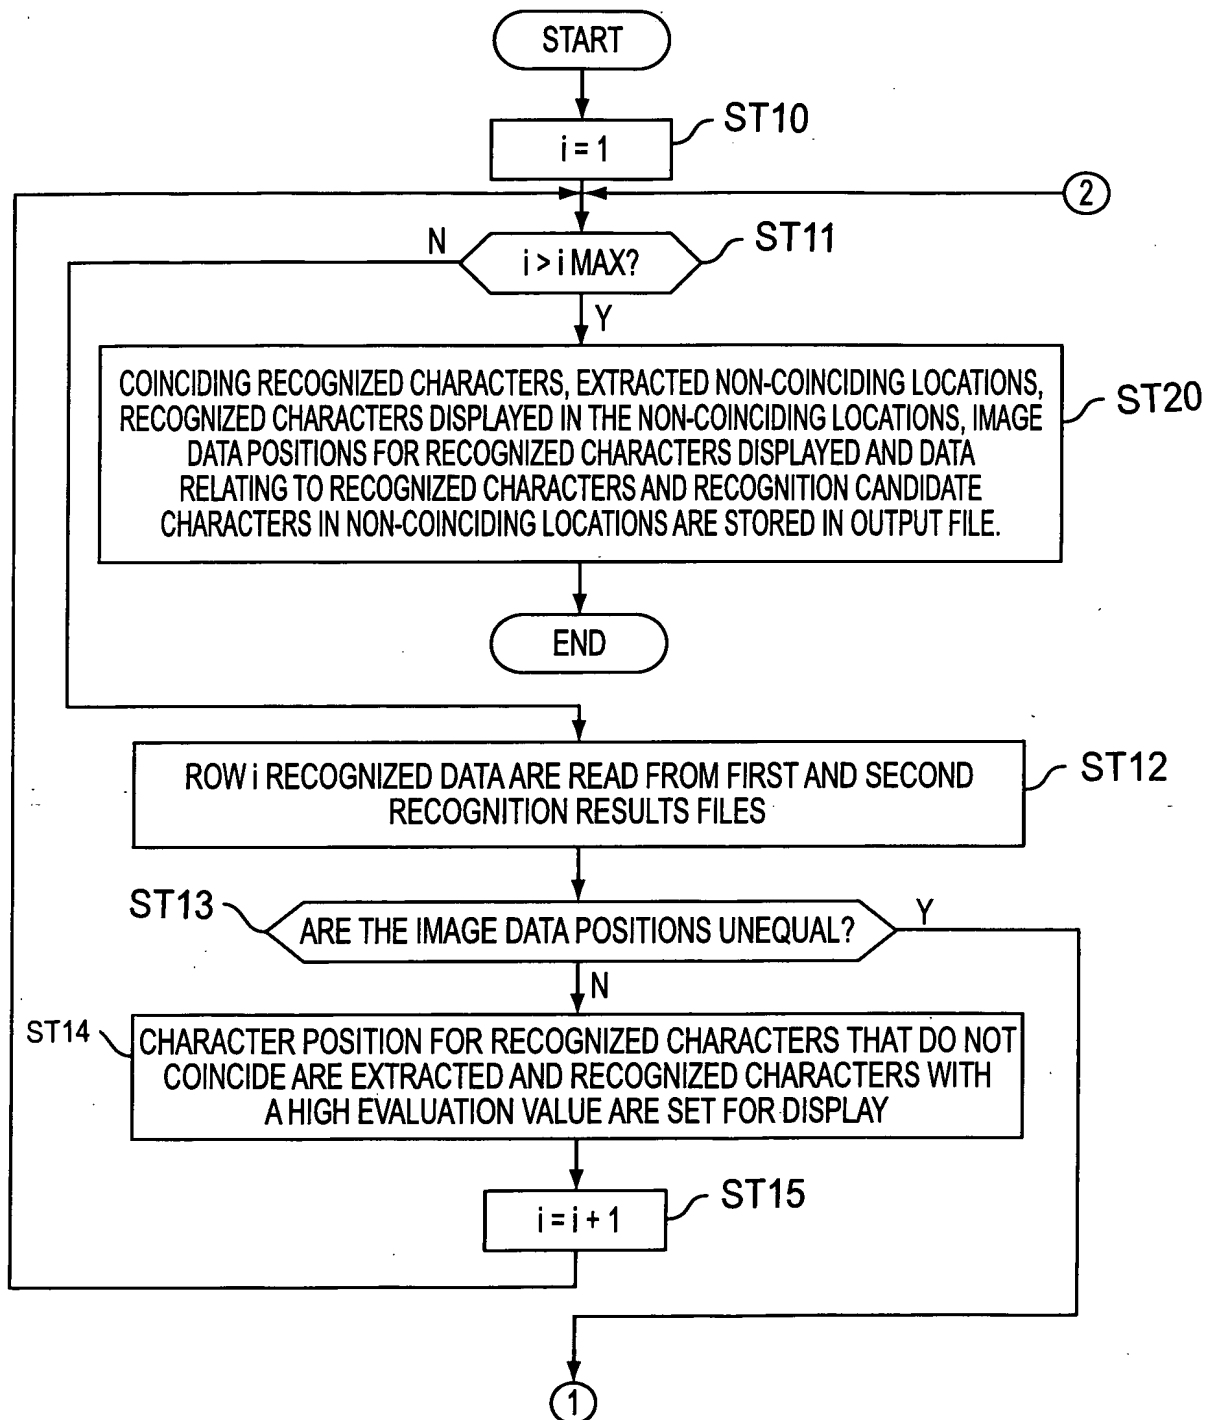 START
ST10
i = 1
2
ST11
N
i > i MAX?
Y
COINCIDING RECOGNIZED CHARACTERS, EXTRACTED NON-COINCIDING LOCATIONS,
RECOGNIZED CHARACTERS DISPLAYED IN THE NON-COINCIDING LOCATIONS, IMAGE
DATA POSITIONS FOR RECOGNIZED CHARACTERS DISPLAYED AND DATA
RELATING TO RECOGNIZED CHARACTERS AND RECOGNITION CANDIDATE
CHARACTERS IN NON-COINCIDING LOCATIONS ARE STORED IN OUTPUT FILE.
ST20
END
ROW i RECOGNIZED DATA ARE READ FROM FIRST AND SECOND
RECOGNITION RESULTS FILES
ST12
ST13
ARE THE IMAGE DATA POSITIONS UNEQUAL?
Y
N
ST14
CHARACTER POSITION FOR RECOGNIZED CHARACTERS THAT DO NOT
COINCIDE ARE EXTRACTED AND RECOGNIZED CHARACTERS WITH
A HIGH EVALUATION VALUE ARE SET FOR DISPLAY
ST15
i = i + 1
1